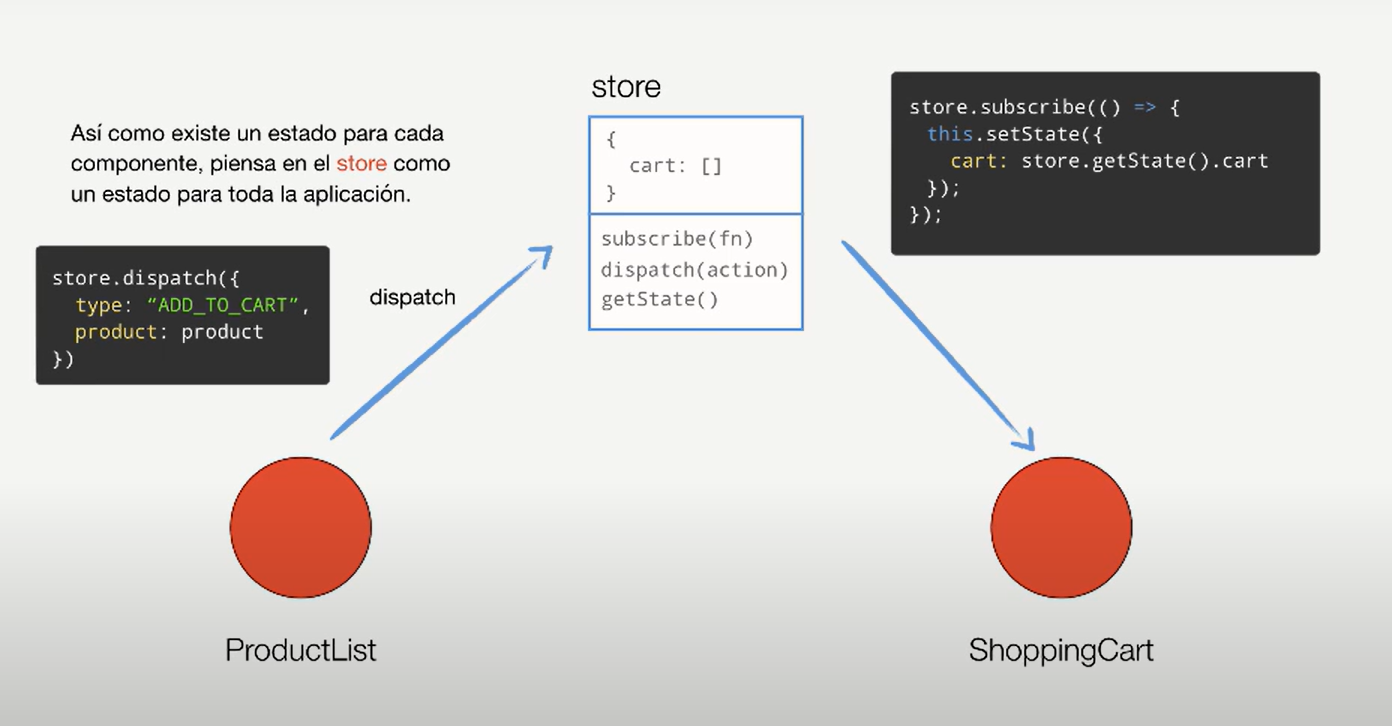 Así como existe un estado para cada
componente, piensa en el store como
un estado para toda la aplicación.
store.dispatch({
  type: “ADD_TO_CART”,
  product: product
})
dispatch
store
{
  cart: []
}
subscribe(fn)
dispatch(action)
getState()
store.subscribe(() => {
  this.setState({
    cart: store.getState().cart
  });
});
ProductList
ShoppingCart